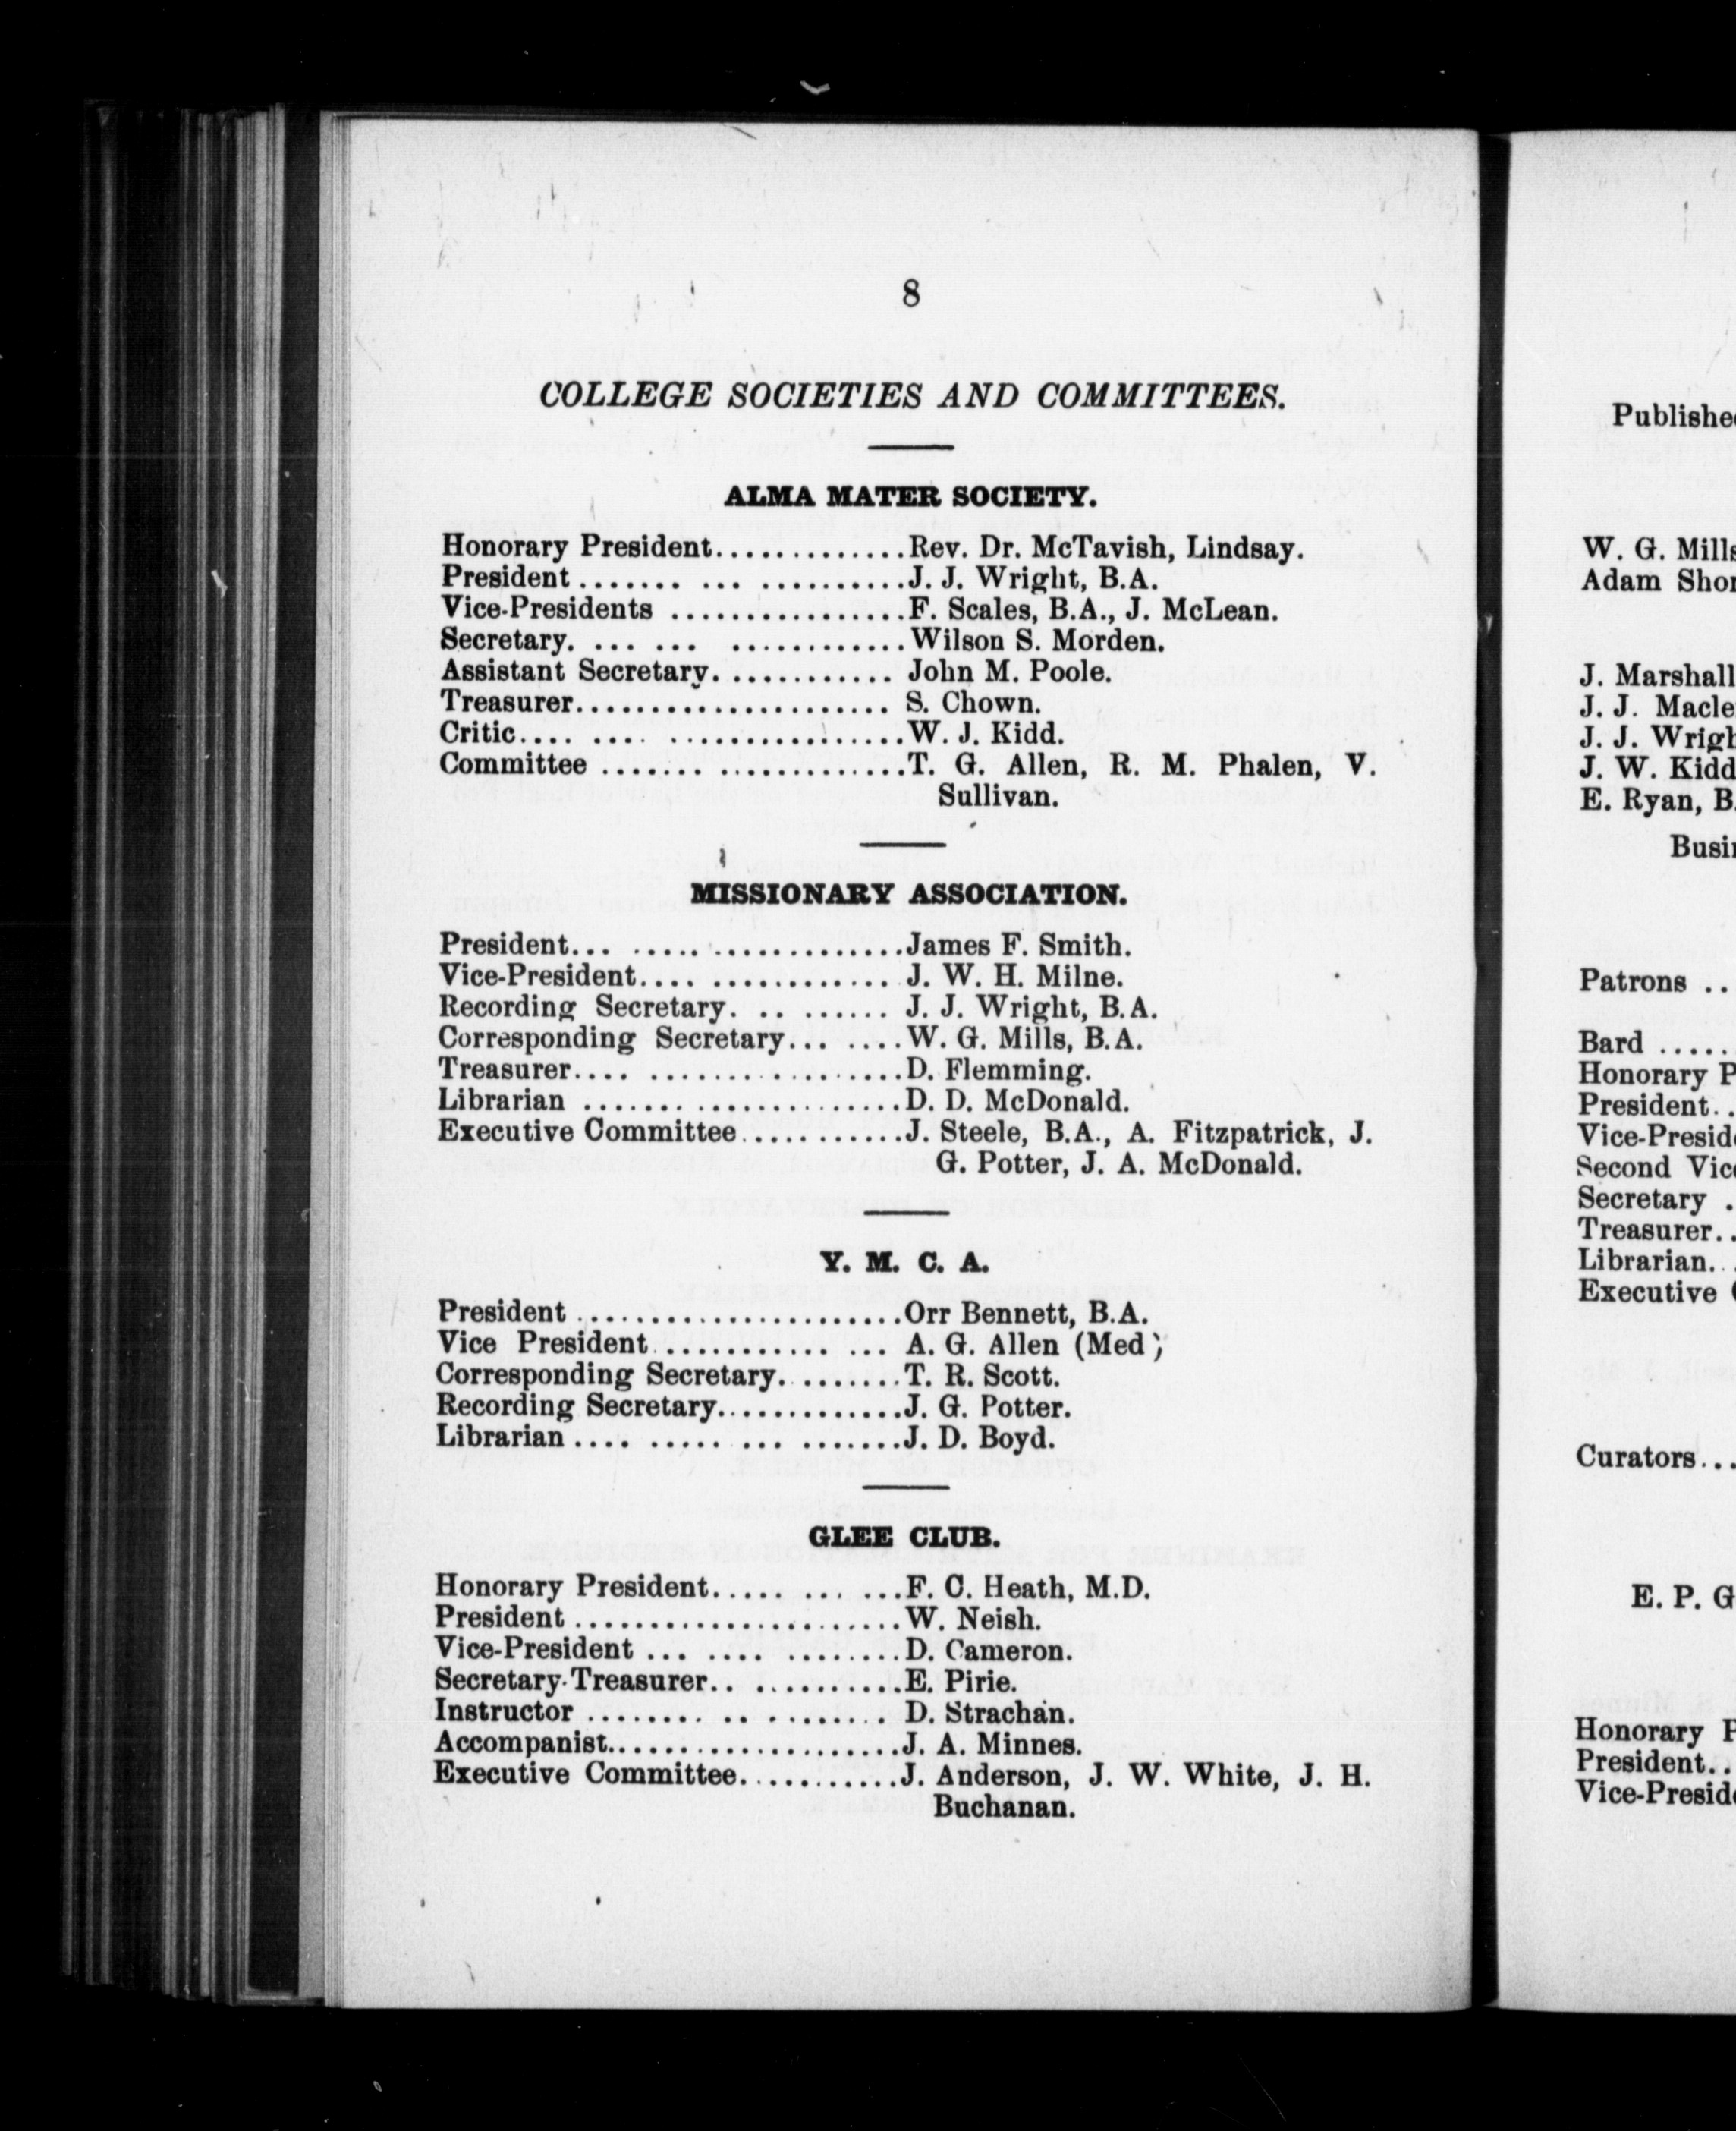 8
COLLEGE SOCIETIES AND COMMITTEES.
ALMA MATER SOCIETY.
Honorary President.............Rev. Dr. McTavish, Lindsay.
President ....... ... ..........J. J. Wright, B.A.
Vice-Presidents ................F. Scales, B.A., J. McLean.
Secretary. ... ... ............Wilson S. Morden.
Assistant Secretary............ John M. Poole.
Treasurer..................... S. Chown.
Critic.... .... ................W. J. Kidd.
Committee ....... .............T. G. Allen, R. M. Phalen, V.
Sullivan.
MISSIONARY ASSOCIATION.
President... ..... .............James F. Smith.
Vice-President.... ............. J. W. H. Milne.
Recording Secretary. .. ....... J. J. Wright, B.A.
Corresponding Secretary... ....W. G. Mills, B.A.
Treasurer.... .................D. Flemming.
Librarian ......................D. D. McDonald.
Executive Committee............J. Steele, B.A., A. Fitzpatrick, J.
G. Potter, J. A. McDonald.
Y. M. C. A.
President ......................Orr Bennett, B.A.
Vice President............ ... A. G. Allen (Med)
Corresponding Secretary.........T. R. Scott.
Recording Secretary.............J. G. Potter.
Librarian .... ..... ... .......J. D. Boyd.
GLEE CLUB.
Honorary President..... ... ...F. C. Heath, M.D.
President ......................W. Neish.
Vice-President ... .... ........D. Cameron.
Secretary-Treasurer.. ..........E. Pirie.
Instructor ........ .. ........ D. Strachan.
Accompanist....................J. A. Minnes.
Executive Committee............J. Anderson, J. W. White, J. H.
Buchanan.
Published
W. G. Mills
Adam Shor
J. Marshall
J. J. Macle
J. J. Wrigh
J. W. Kidd
E. Ryan, B.
Busi
Patrons ..
Bard .....
Honorary P
President..
Vice-Presid
Second Vic
Secretary .
Treasurer..
Librarian..
Executive C
Curators...
E. P. G
Honorary P
President..
Vice-Presid